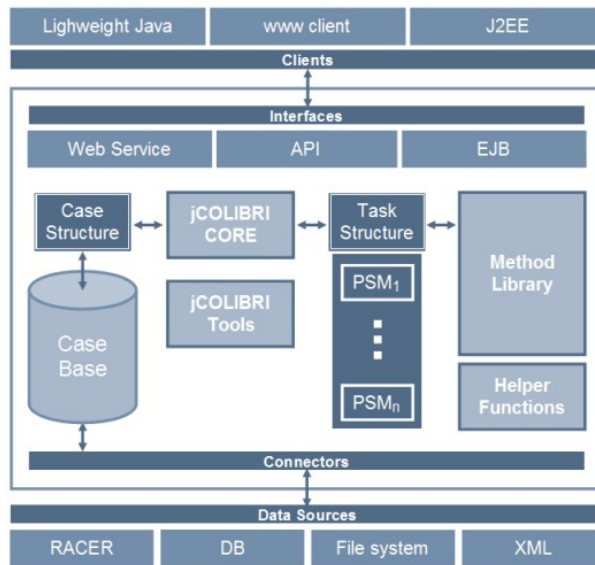 Lighweight Java
www client
J2EE
Clients
Interfaces
Web Service
API
EJB
Case
Structure
jCOLIBRI
CORE
Task
Structure
Method
Library
PSM1
jCOLIBRI
Tools
Case
Base
Helper
Functions
PSMn
Connectors
Data Sources
RACER
DB
File system
XML